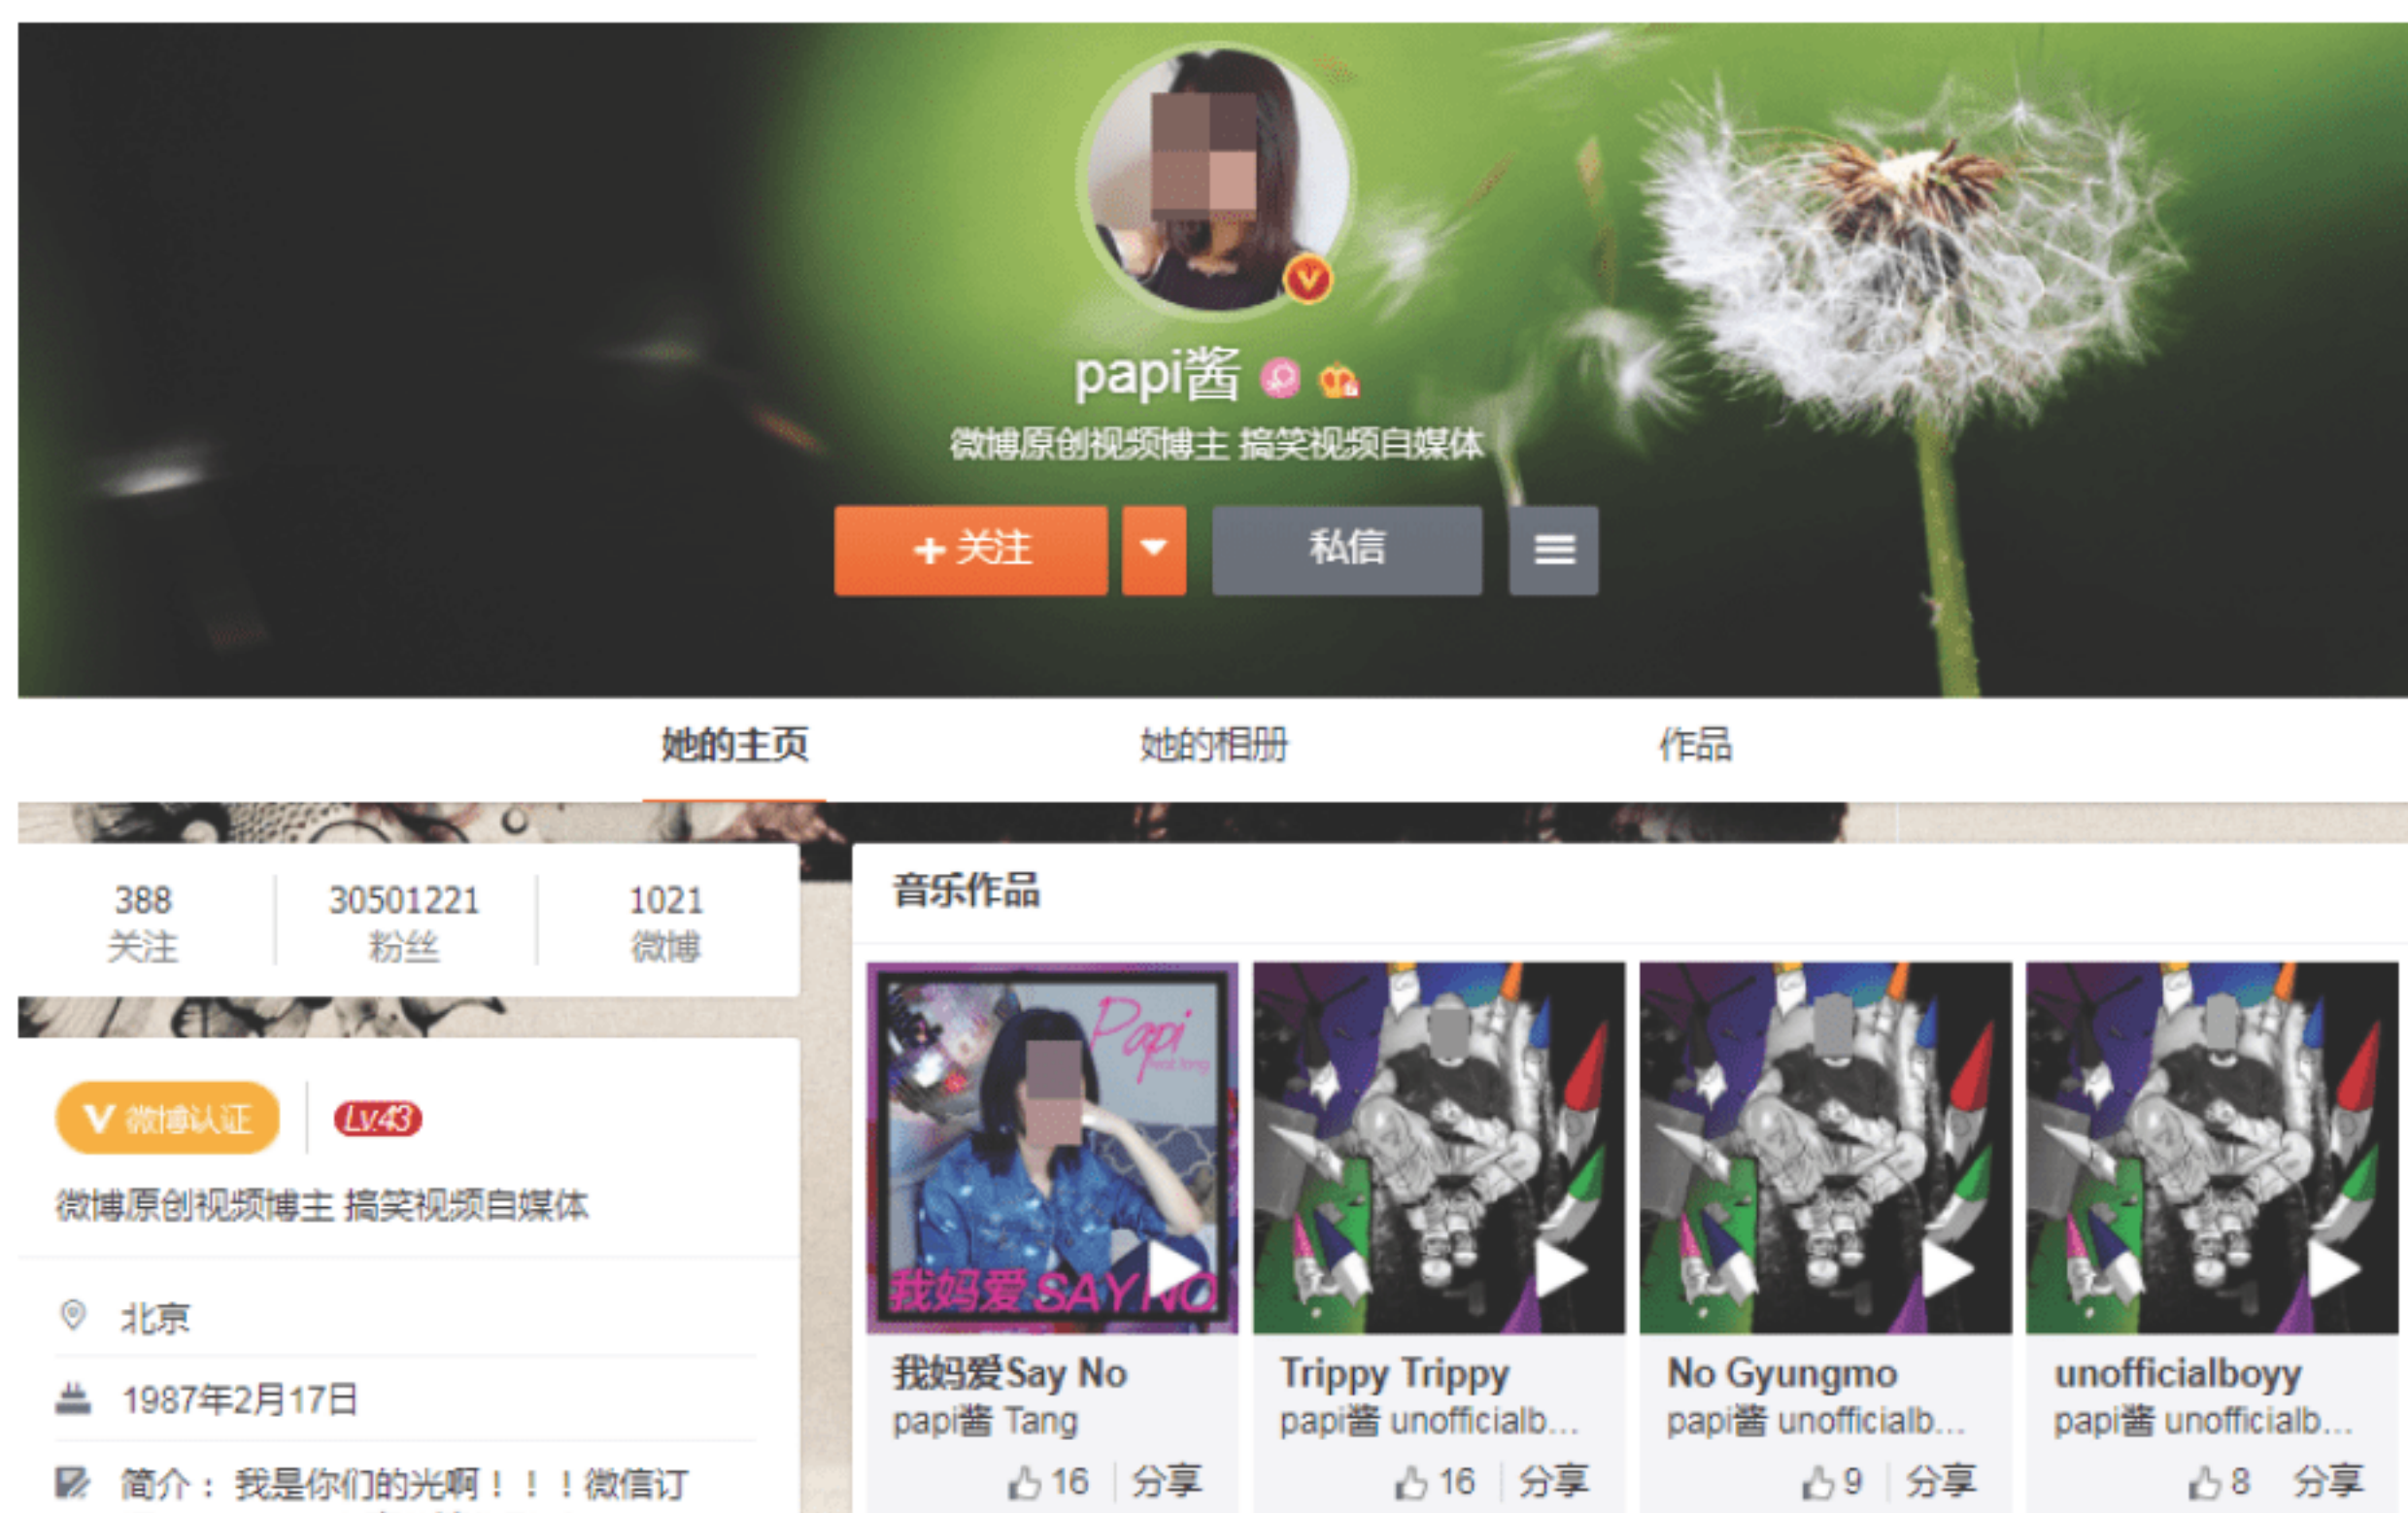 papi酱
微博原创视频博主 搞笑视频自媒体
+关注
私信
她的主页
她的相册
作品
388
关注
30501221
粉丝
1021
微博
V 微博认证
Lv.43
微博原创视频博主 搞笑视频自媒体
北京
1987年2月17日
简介： 我是你们的光啊！！！微信订
音乐作品
Papi
feat.tang
我妈爱 SAY NO
我妈爱Say No
papi酱 Tang
16
分享
Trippy Trippy
papi酱 unofficialb...
16
分享
No Gyungmo
papi酱 unofficialb...
9
分享
unofficialboyy
papi酱 unofficialb...
8
分享